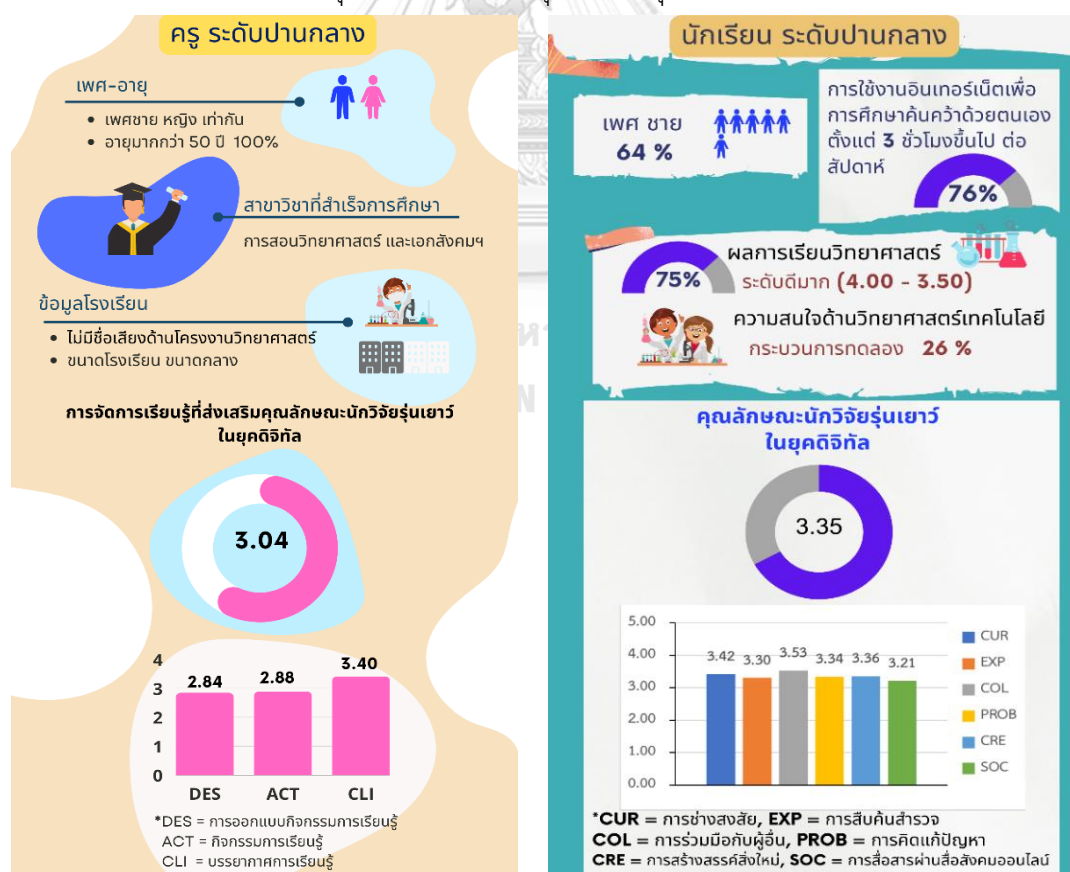 ครู ระดับปานกลาง
เพศ-อายุ
• เพศชาย หญิง เท่ากัน
• อายุมากกว่า 50 ปี 100%
สาขาวิชาที่สำเร็จการศึกษา
การสอนวิทยาศาสตร์ และเอกสังคมฯ
ข้อมูลโรงเรียน
• ไม่มีชื่อเสียงด้านโครงงานวิทยาศาสตร์
• ขนาดโรงเรียน ขนาดกลาง
การจัดการเรียนรู้ที่ส่งเสริมคุณลักษณะนักวิจัยรุ่นเยาว์
ในยุคดิจิทัล
3.04
4
3
2
1
0
2.84
2.88
3.40
DES
ACT
CLI
*DES = การออกแบบกิจกรรมการเรียนรู้
ACT = กิจกรรมการเรียนรู้
CLI = บรรยากาศการเรียนรู้
นักเรียน ระดับปานกลาง
เพศ ชาย
64 %
การใช้งานอินเทอร์เน็ตเพื่อ
การศึกษาค้นคว้าด้วยตนเอง
ตั้งแต่ 3 ชั่วโมงขึ้นไป ต่อ
สัปดาห์
76%
75%
ผลการเรียนวิทยาศาสตร์
ระดับดีมาก (4.00 - 3.50)
ความสนใจด้านวิทยาศาสตร์เทคโนโลยี
กระบวนการทดลอง 26 %
คุณลักษณะนักวิจัยรุ่นเยาว์
ในยุคดิจิทัล
3.35
5.00
4.00
3.00
2.00
1.00
0.00
3.42
3.30
3.53
3.34
3.36
3.21
CUR
EXP
COL
PROB
CRE
SOC
*CUR = การช่างสงสัย, EXP = การสืบค้นสำรวจ
COL = การร่วมมือกับผู้อื่น, PROB = การคิดแก้ปัญหา
CRE = การสร้างสรรค์สิ่งใหม่, SOC = การสื่อสารผ่านสื่อสังคมออนไลน์